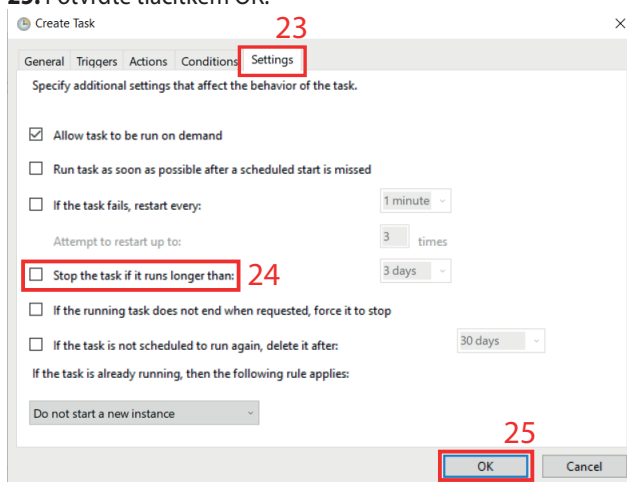 25. Potvrďte tlačítkem OK.
Create Task
23
General Triggers Actions Conditions Settings
Specify additional settings that affect the behavior of the task.
Allow task to be run on demand
Run task as soon as possible after a scheduled start is missed
If the task fails, restart every: 1 minute
Attempt to restart up to: 3 times
Stop the task if it runs longer than: 24 3 days
If the running task does not end when requested, force it to stop
If the task is not scheduled to run again, delete it after: 30 days
If the task is already running, then the following rule applies:
Do not start a new instance
25
OK Cancel